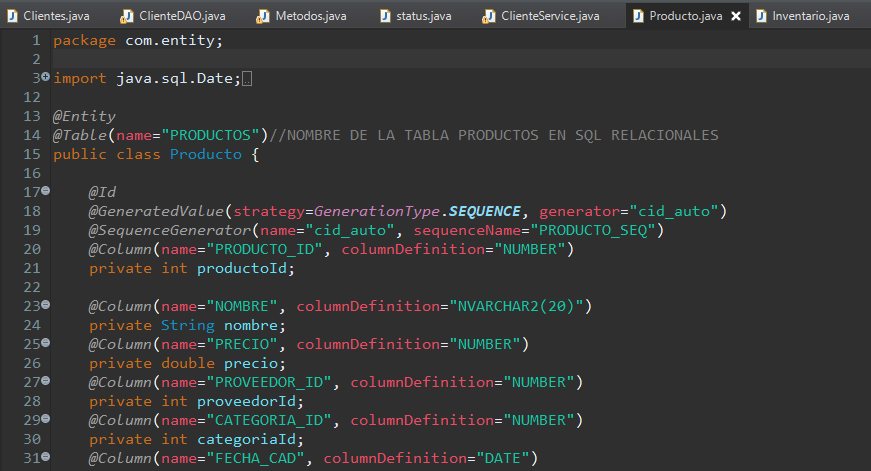 Clientes.java ClienteDAO.java Metodos.java status.java ClienteService.java Producto.java Inventario.java
1 package com.entity;
2
3 import java.sql.Date;
12
13 @Entity
14 @Table(name="PRODUCTOS")//NOMBRE DE LA TABLA PRODUCTOS EN SQL RELACIONALES
15 public class Producto {
16
17 @Id
18 @GeneratedValue(strategy=GenerationType.SEQUENCE, generator="cid_auto")
19 @SequenceGenerator(name="cid_auto", sequenceName="PRODUCTO_SEQ")
20 @Column(name="PRODUCTO_ID", columnDefinition="NUMBER")
21 private int productoId;
22
23 @Column(name="NOMBRE", columnDefinition="NVARCHAR2(20)")
24 private String nombre;
25 @Column(name="PRECIO", columnDefinition="NUMBER")
26 private double precio;
27 @Column(name="PROVEEDOR_ID", columnDefinition="NUMBER")
28 private int proveedorId;
29 @Column(name="CATEGORIA_ID", columnDefinition="NUMBER")
30 private int categoriaId;
31 @Column(name="FECHA_CAD", columnDefinition="DATE")